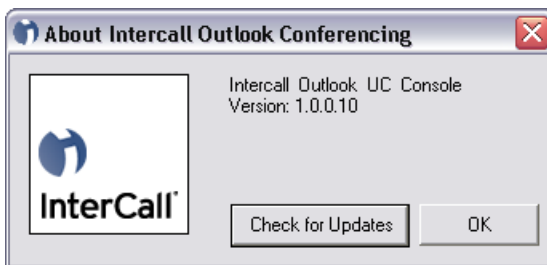 About Intercall Outlook Conferencing
Intercall Outlook UC Console
Version: 1.0.0.10
InterCall
Check for Updates
OK